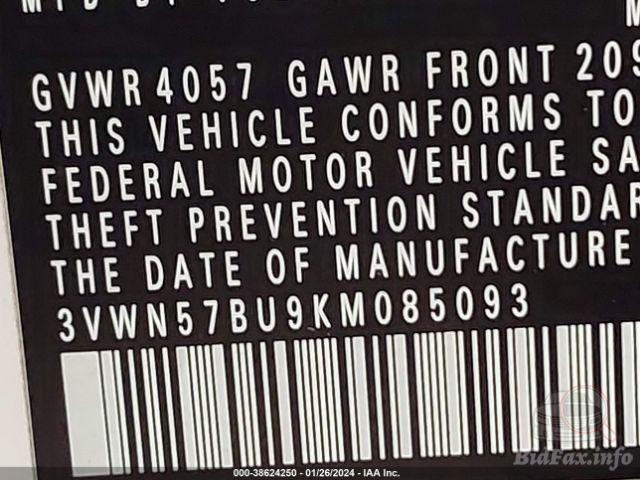 GVWR 4057 GAWR FRONT 209
THIS VEHICLE CONFORMS TO
FEDERAL MOTOR VEHICLE SA
THEFT PREVENTION STANDAR
THE DATE OF MANUFACTURE
3VWN57BU9KM085093
000-38624250 - 01/26/2024 - IAA Inc.
BidFax.info